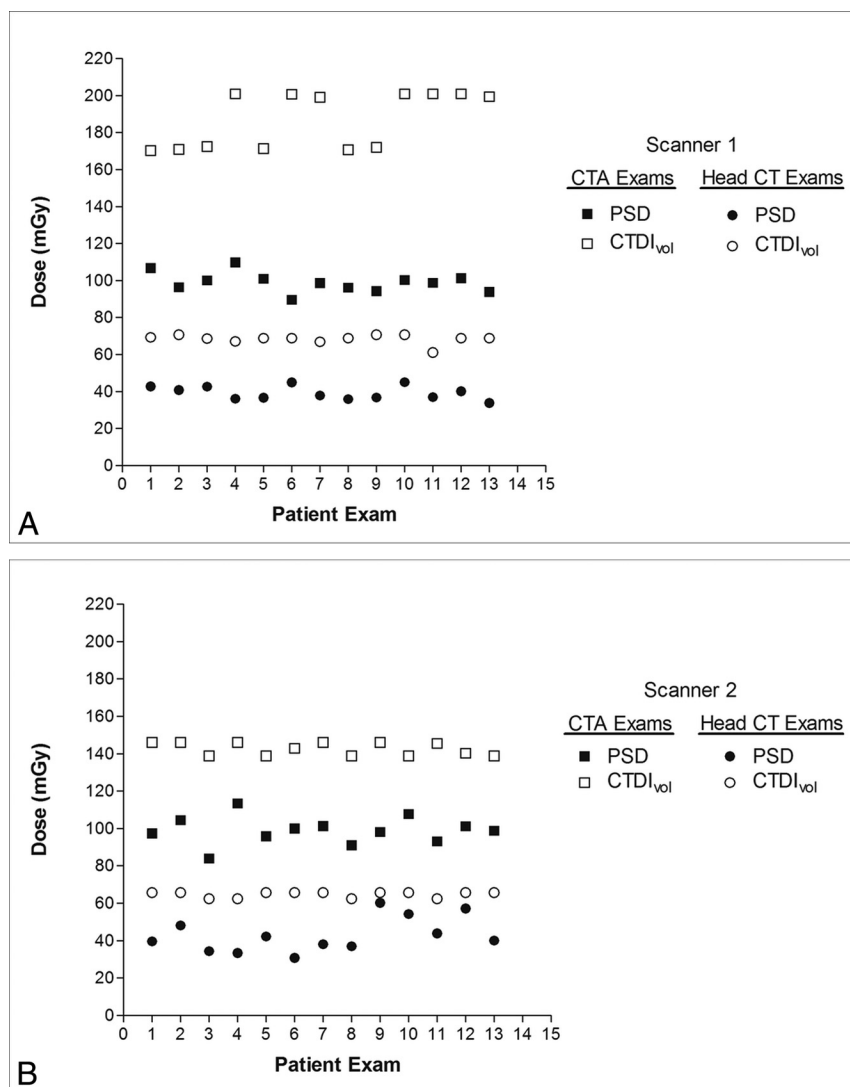 220
200
180
160
140
120
100
80
60
40
20
0
Dose (mGy)
0 1 2 3 4 5 6 7 8 9 10 11 12 13 14 15
Patient Exam
Scanner 1
CTA Exams Head CT Exams
PSD PSD
CTDIvol CTDIvol
A
220
200
180
160
140
120
100
80
60
40
20
0
Dose (mGy)
0 1 2 3 4 5 6 7 8 9 10 11 12 13 14 15
Patient Exam
Scanner 2
CTA Exams Head CT Exams
PSD PSD
CTDIvol CTDIvol
B